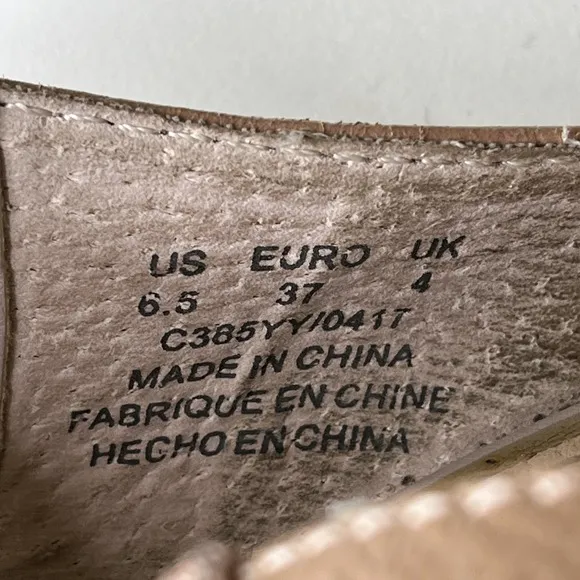 US EURO UK
6.5 37 4
C385YY/0417
MADE IN CHINA
FABRIQUE EN CHINE
HECHO EN CHINA